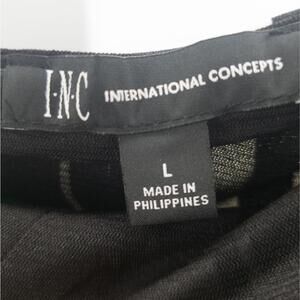 I·N·C INTERNATIONAL CONCEPTS
L
MADE IN
PHILIPPINES